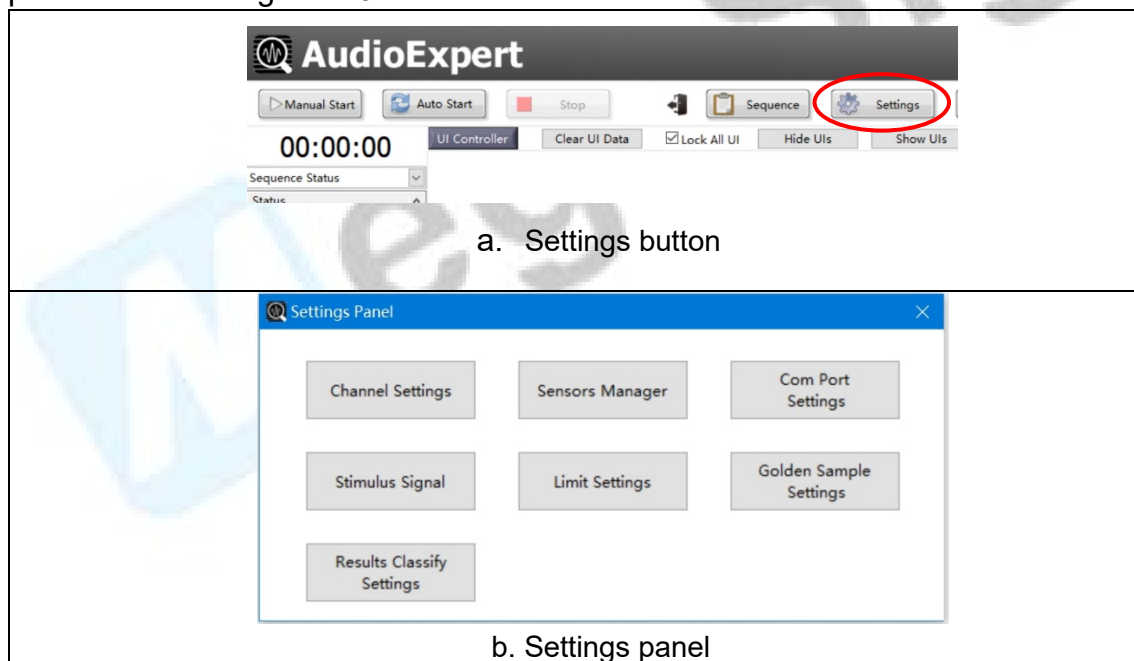 AudioExpert
Manual Start Auto Start Stop Sequence Settings
00:00:00 UI Controller Clear UI Data Lock All UI Hide UIs Show UIs
Sequence Status
Status
a. Settings button
Settings Panel
Channel Settings Sensors Manager Com Port
Settings
Stimulus Signal Limit Settings Golden Sample
Settings
Results Classify
Settings
b. Settings panel